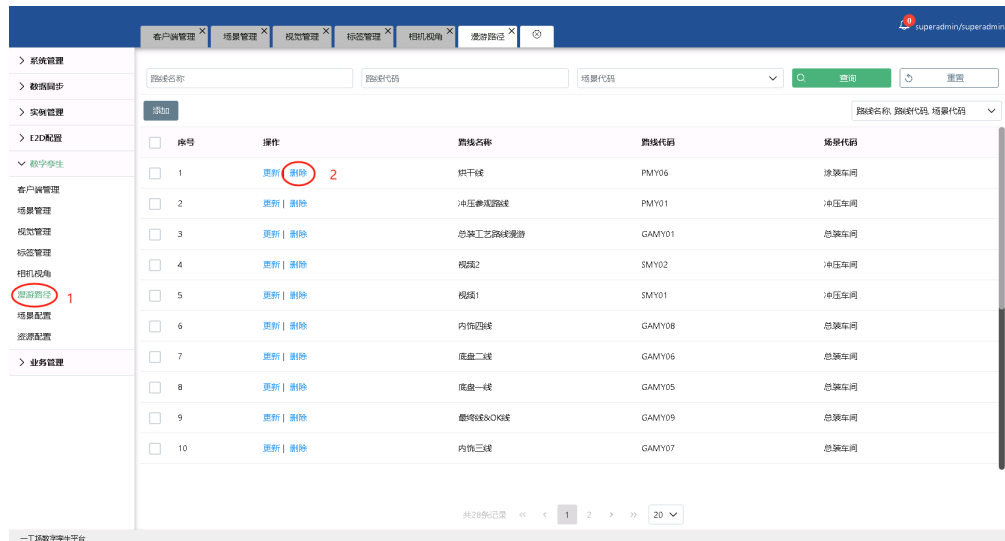 0
superadmin/superadmin
客户端管理 × 场景管理 × 视觉管理 × 标签管理 × 相机视角 × 漫游路径 ×
系统管理
数据同步
实例管理
E2D配置
数字孪生
客户端管理
场景管理
视觉管理
标签管理
相机视角
漫游路径 1
场景配置
资源配置
业务管理
路线名称 路线代码 场景代码 查询 重置
添加 路线名称, 路线代码, 场景代码
序号 操作 路线名称 路线代码 场景代码
1 更新 | 删除 2 烘干线 PMY06 涂装车间
2 更新 | 删除 冲压参观路线 PMY01 冲压车间
3 更新 | 删除 总装工艺路线漫游 GAMY01 总装车间
4 更新 | 删除 视频2 SMY02 冲压车间
5 更新 | 删除 视频1 SMY01 冲压车间
6 更新 | 删除 内饰四线 GAMY08 总装车间
7 更新 | 删除 底盘二线 GAMY06 总装车间
8 更新 | 删除 底盘一线 GAMY05 总装车间
9 更新 | 删除 最终线&OK线 GAMY09 总装车间
10 更新 | 删除 内饰三线 GAMY07 总装车间
共28条记录 << < 1 2 > >> 20
一工场数字孪生平台